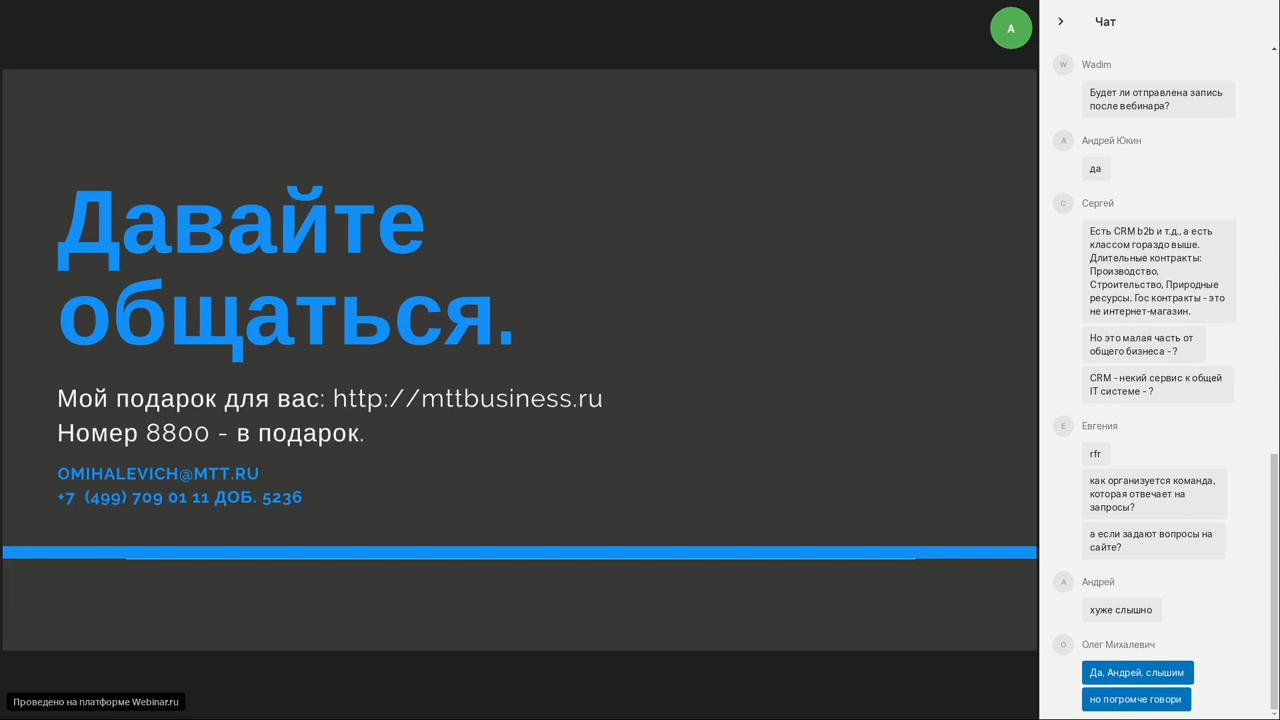 A
Давайте
общаться.
Мой подарок для вас: http://mttbusiness.ru
Номер 8800 - в подарок.
OMIHALEVICH@MTT.RU
+7 (499) 709 01 11 ДОБ. 5236
Проведено на платформе Webinar.ru
Чат
W
Wadim
Будет ли отправлена запись
после вебинара?
А
Андрей Юкин
да
С
Сергей
Есть CRM b2b и т.д., а есть
классом гораздо выше.
Длительные контракты:
Производство,
Строительство, Природные
ресурсы, Гос контракты - это
не интернет-магазин.
Но это малая часть от
общего бизнеса - ?
CRM - некий сервис к общей
IT системе - ?
Е
Евгения
rfr
как организуется команда,
которая отвечает на
запросы?
а если задают вопросы на
сайте?
А
Андрей
хуже слышно
О
Олег Михалевич
Да, Андрей, слышим
но погромче говори